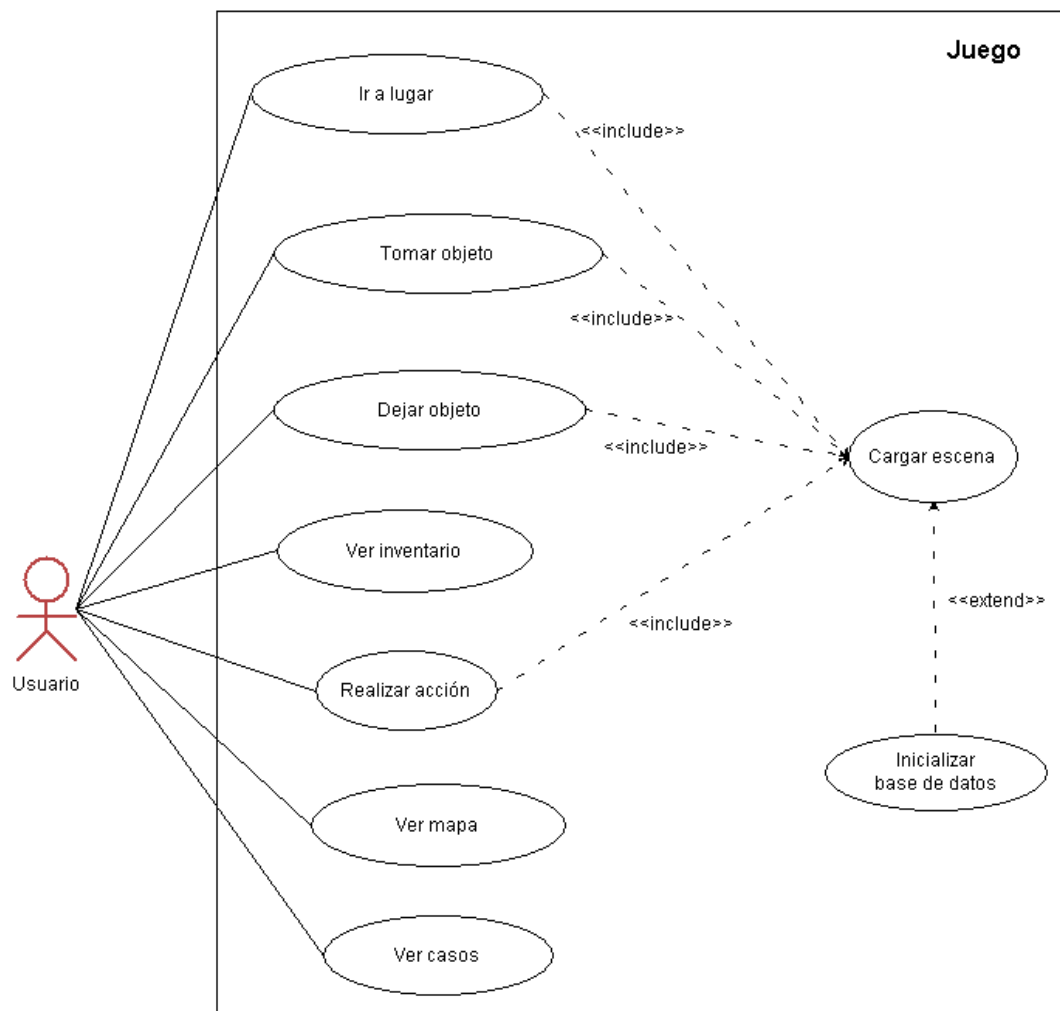 Juego
Ir a lugar
<<include>>
Tomar objeto
<<include>>
Dejar objeto
<<include>>
Cargar escena
Ver inventario
<<extend>>
<<include>>
Usuario
Realizar acción
Inicializar
base de datos
Ver mapa
Ver casos